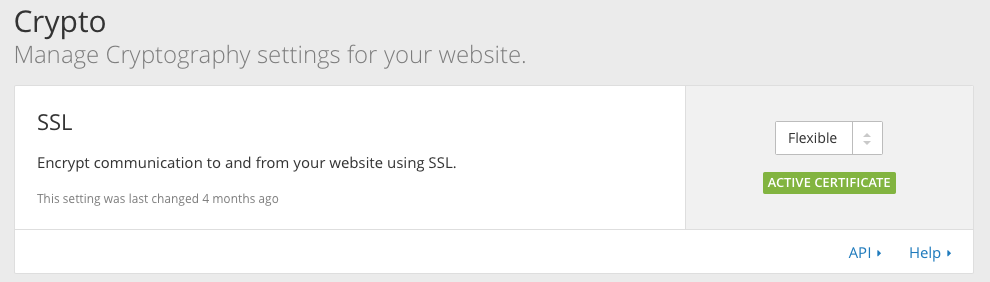 Crypto
Manage Cryptography settings for your website.
SSL
Encrypt communication to and from your website using SSL.
This setting was last changed 4 months ago
Flexible
ACTIVE CERTIFICATE
API
Help